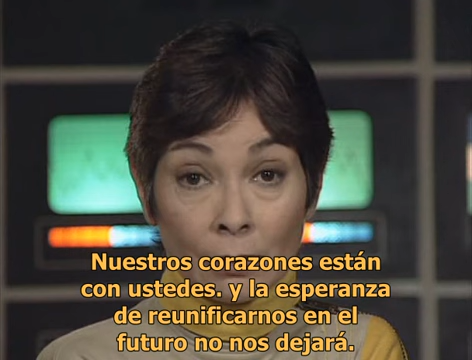 Nuestros corazones están
con ustedes. y la esperanza
de reunificarnos en el
futuro no nos dejará.